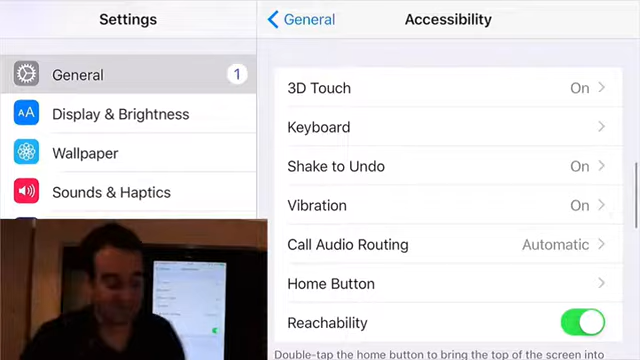 Settings
General 1
Display & Brightness
Wallpaper
Sounds & Haptics
General
Accessibility
3D Touch On
Keyboard
Shake to Undo On
Vibration On
Call Audio Routing Automatic
Home Button
Reachability
Double-tap the home button to bring the top of the screen into